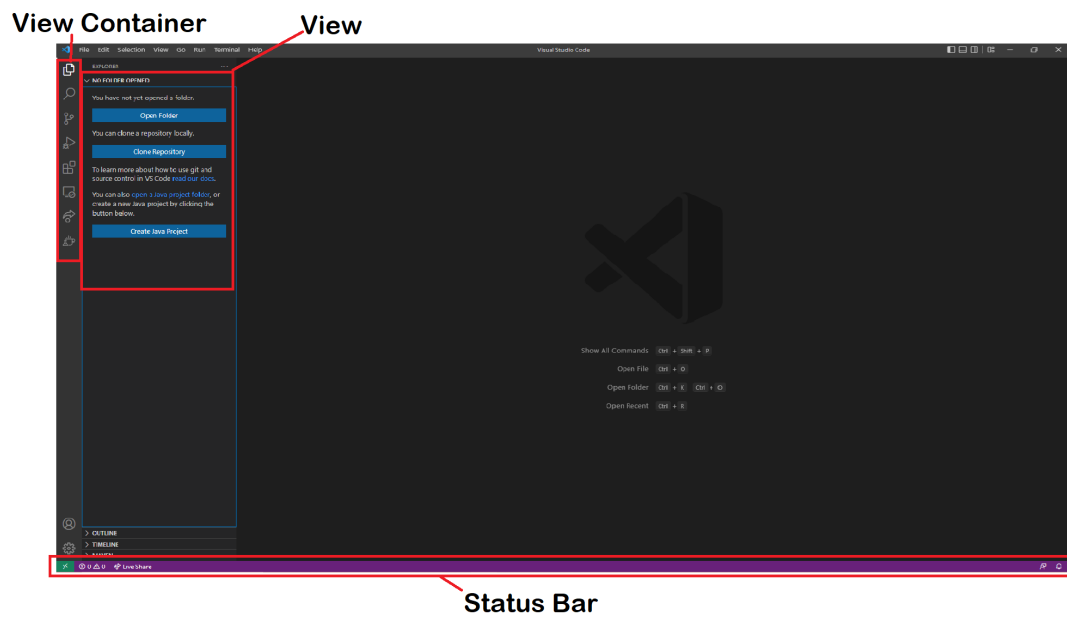 View Container
View
File Edit Selection View Go Run Terminal Help
Visual Studio Code
EXPLORER
NO FOLDER OPENED
You have not yet opened a folder.
Open Folder
You can clone a repository locally.
Clone Repository
To learn more about how to use git and
source control in VS Code read our docs.
You can also open a Java project folder, or
create a new Java project by clicking the
button below.
Create Java Project
Show All Commands Ctrl + Shift + P
Open File Ctrl + O
Open Folder Ctrl + K Ctrl + O
Open Recent Ctrl + R
OUTLINE
TIMELINE
MAVEN
0 0 Live Share
Status Bar